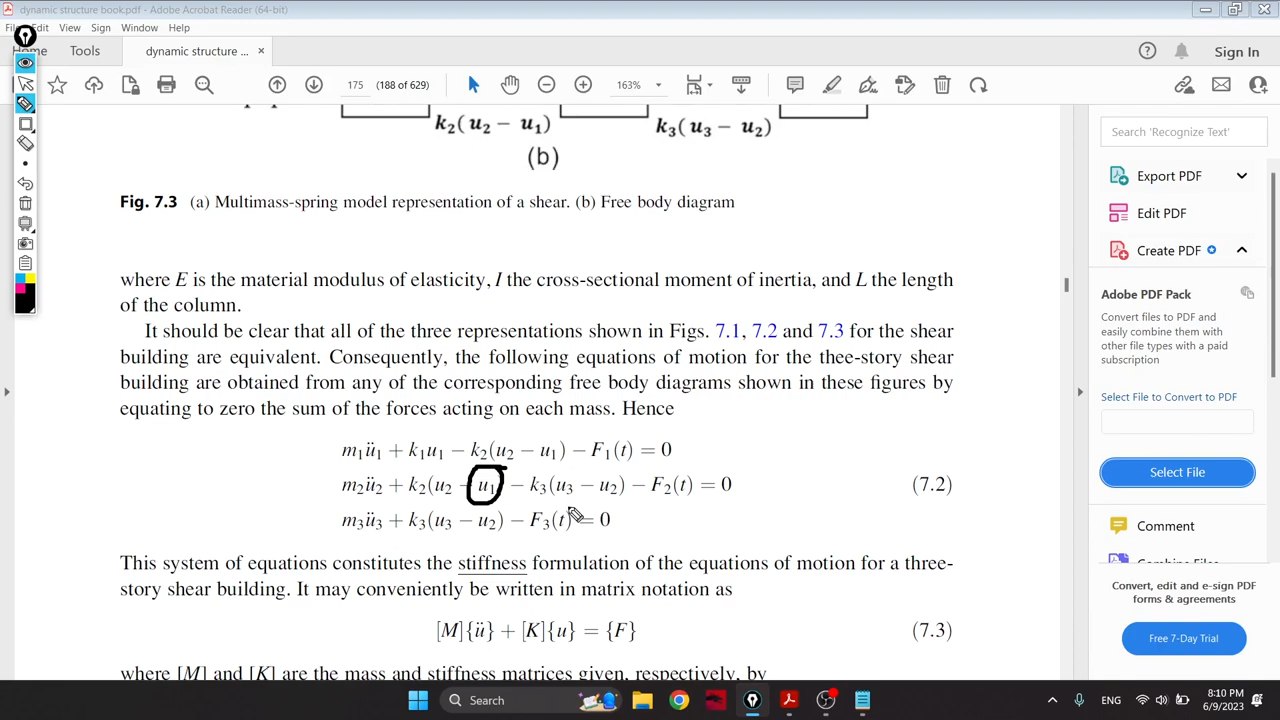 dynamic structure book.pdf - Adobe Acrobat Reader (64-bit)
File Edit View Sign Window Help
Home Tools dynamic structure ... × Sign In
175 (188 of 629) 163%
k₂(u₂ − u₁) k₃(u₃ − u₂)
(b)
Fig. 7.3 (a) Multimass-spring model representation of a shear. (b) Free body diagram
where E is the material modulus of elasticity, I the cross-sectional moment of inertia, and L the length
of the column.
It should be clear that all of the three representations shown in Figs. 7.1, 7.2 and 7.3 for the shear
building are equivalent. Consequently, the following equations of motion for the thee-story shear
building are obtained from any of the corresponding free body diagrams shown in these figures by
equating to zero the sum of the forces acting on each mass. Hence
m₁ü₁ + k₁u₁ − k₂(u₂ − u₁) − F₁(t) = 0
m₂ü₂ + k₂(u₂ − u₁) − k₃(u₃ − u₂) − F₂(t) = 0 (7.2)
m₃ü₃ + k₃(u₃ − u₂) − F₃(t) = 0
This system of equations constitutes the stiffness formulation of the equations of motion for a three-
story shear building. It may conveniently be written in matrix notation as
[M]{ü} + [K]{u} = {F} (7.3)
where [M] and [K] are the mass and stiffness matrices given, respectively, by
Search 'Recognize Text'
Export PDF
Edit PDF
Create PDF
Adobe PDF Pack
Convert files to PDF and
easily combine them with
other file types with a paid
subscription
Select File to Convert to PDF
Select File
Comment
Combine Files
Convert, edit and e-sign PDF
forms & agreements
Free 7-Day Trial
Search
ENG
8:10 PM
6/9/2023